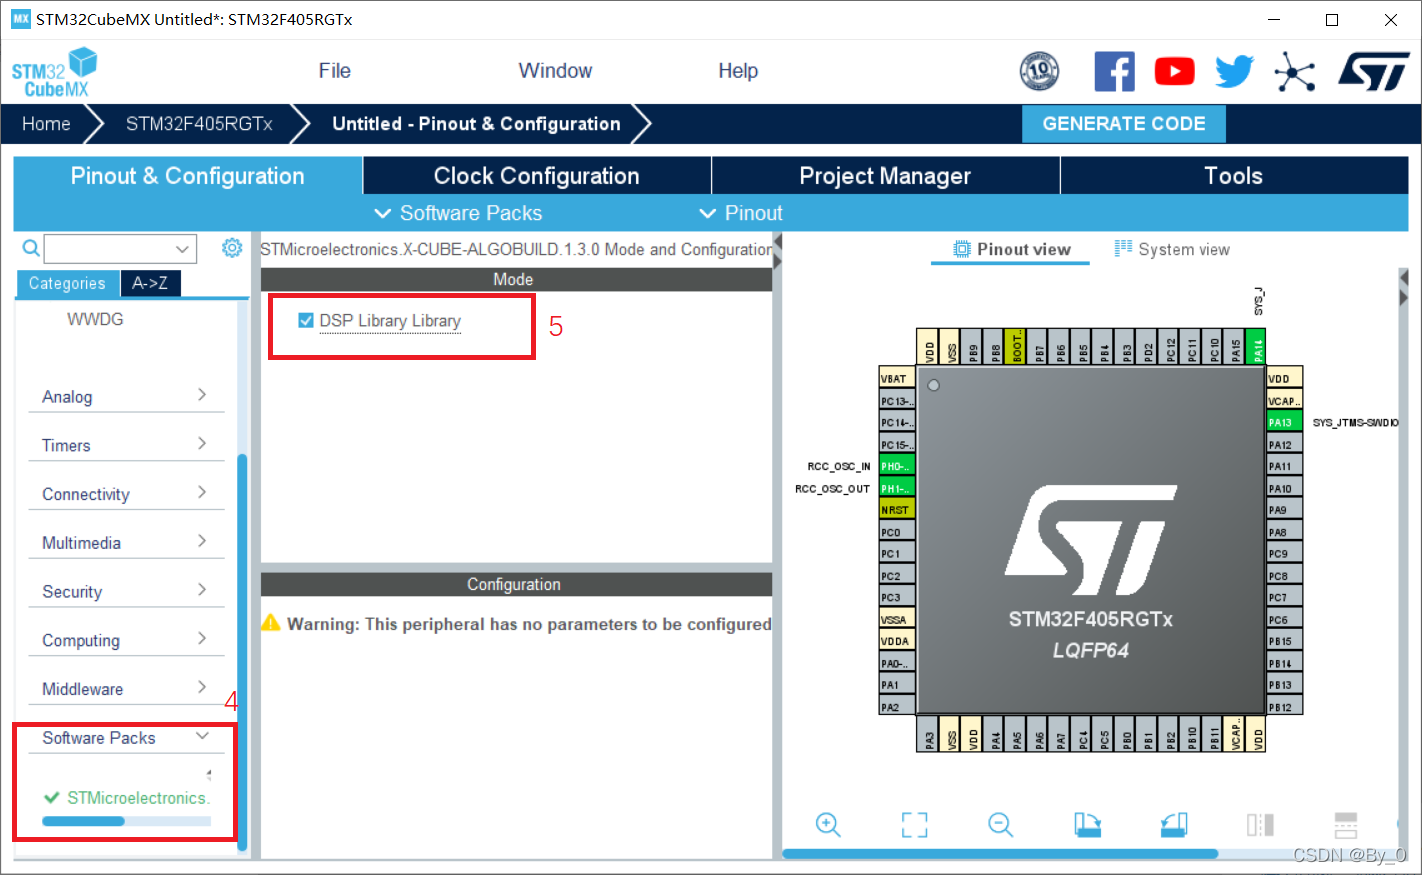 MX STM32CubeMX Untitled*: STM32F405RGTx
STM32
CubeMX
File
Window
Help
10
ST
Home
STM32F405RGTx
Untitled - Pinout & Configuration
GENERATE CODE
Pinout & Configuration
Clock Configuration
Project Manager
Tools
Software Packs
Pinout
Categories
A->Z
WWDG
Analog
Timers
Connectivity
Multimedia
Security
Computing
Middleware
4
Software Packs
STMicroelectronics.
STMicroelectronics.X-CUBE-ALGOBUILD.1.3.0 Mode and Configuration
Mode
DSP Library Library
5
Configuration
Warning: This peripheral has no parameters to be configured
Pinout view
System view
SYS_J
VDD
VSS
PB9
PB8
BOOT..
PB7
PB6
PB5
PB4
PB3
PD2
PC12
PC11
PC10
PA15
PA14
VBAT
PC13-..
PC14-..
PC15-..
RCC_OSC_IN
PH0-..
RCC_OSC_OUT
PH1-..
NRST
PC0
PC1
PC2
PC3
VSSA
VDDA
PA0-..
PA1
PA2
VDD
VCAP..
PA13
SYS_JTMS-SWDIO
PA12
PA11
PA10
PA9
PA8
PC9
PC8
PC7
PC6
PB15
PB14
PB13
PB12
ST
STM32F405RGTx
LQFP64
PA3
VSS
VDD
PA4
PA5
PA6
PA7
PC4
PC5
PB0
PB1
PB2
PB10
PB11
VCAP..
VDD
CSDN @By_0